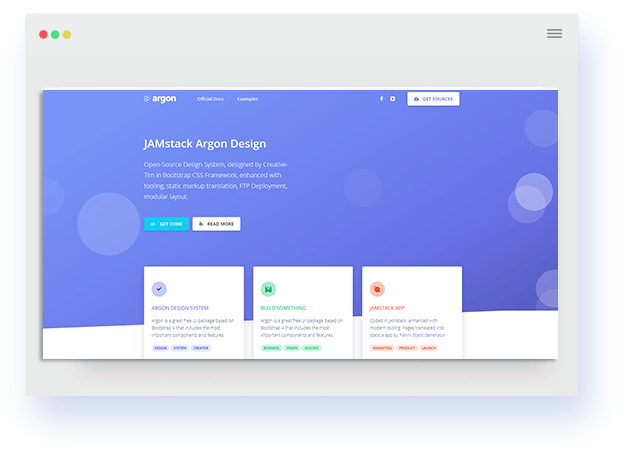 argon
Official Docs
Examples
GET SOURCES
JAMstack Argon Design
Open-Source Design System, designed by Creative-
Tim in Bootstrap CSS Framework, enhanced with
tooling, static markup translation, FTP Deployment,
modular layout.
GET CODE
READ MORE
ARGON DESIGN SYSTEM
Argon is a great free UI package based on
Bootstrap 4 that includes the most
important components and features.
DESIGN
SYSTEM
CREATIVE
BUILD SOMETHING
Argon is a great free UI package based on
Bootstrap 4 that includes the most
important components and features.
BUSINESS
VISION
SUCCESS
JAMSTACK APP
Coded in Jamstack, enhanced with
modern tooling. Pages translated into
static a app by Panini Static Generator
MARKETING
PRODUCT
LAUNCH